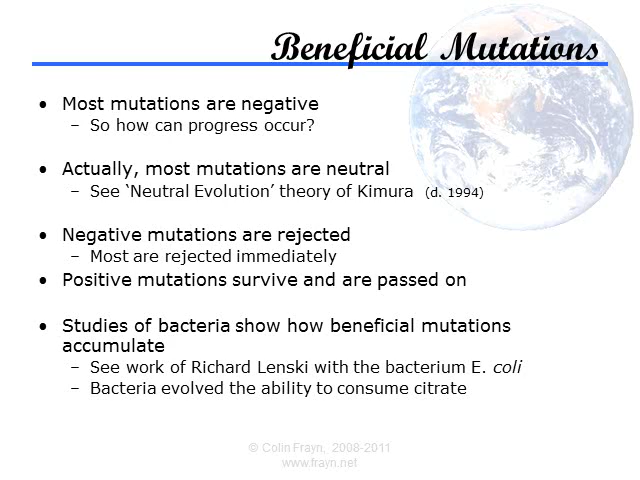 Beneficial Mutations
• Most mutations are negative
– So how can progress occur?
• Actually, most mutations are neutral
– See ‘Neutral Evolution’ theory of Kimura (d. 1994)
• Negative mutations are rejected
– Most are rejected immediately
• Positive mutations survive and are passed on
• Studies of bacteria show how beneficial mutations
accumulate
– See work of Richard Lenski with the bacterium E. coli
– Bacteria evolved the ability to consume citrate
© Colin Frayn, 2008-2011
www.frayn.net